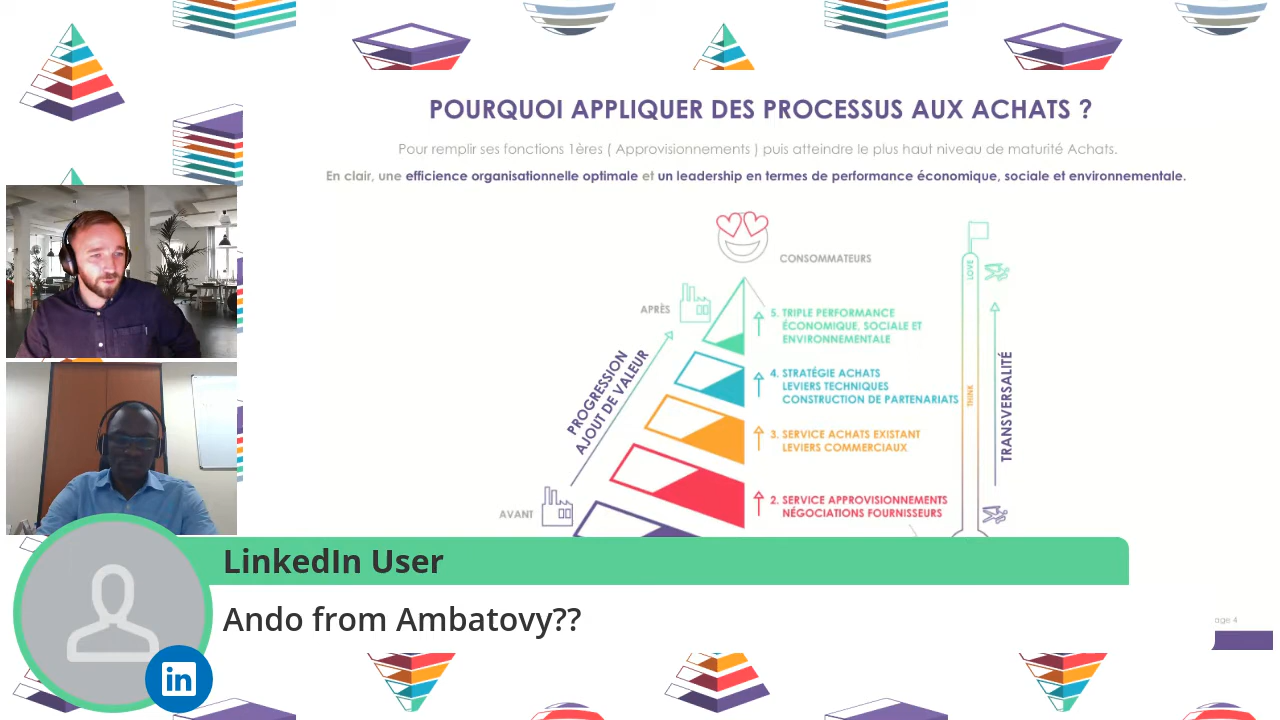 POURQUOI APPLIQUER DES PROCESSUS AUX ACHATS ?
Pour remplir ses fonctions 1ères ( Approvisionnements ) puis atteindre le plus haut niveau de maturité Achats.
En clair, une efficience organisationnelle optimale et un leadership en termes de performance économique, sociale et environnementale.
CONSOMMATEURS
APRÈS
5. TRIPLE PERFORMANCE
ÉCONOMIQUE, SOCIALE ET
ENVIRONNEMENTALE
LOVE
PROGRESSION
AJOUT DE VALEUR
4. STRATÉGIE ACHATS
LEVIERS TECHNIQUES
CONSTRUCTION DE PARTENARIATS
THINK
TRANSVERSALITÉ
3. SERVICE ACHATS EXISTANT
LEVIERS COMMERCIAUX
AVANT
2. SERVICE APPROVISIONNEMENTS
NÉGOCIATIONS FOURNISSEURS
LinkedIn User
Ando from Ambatovy??
in
age 4